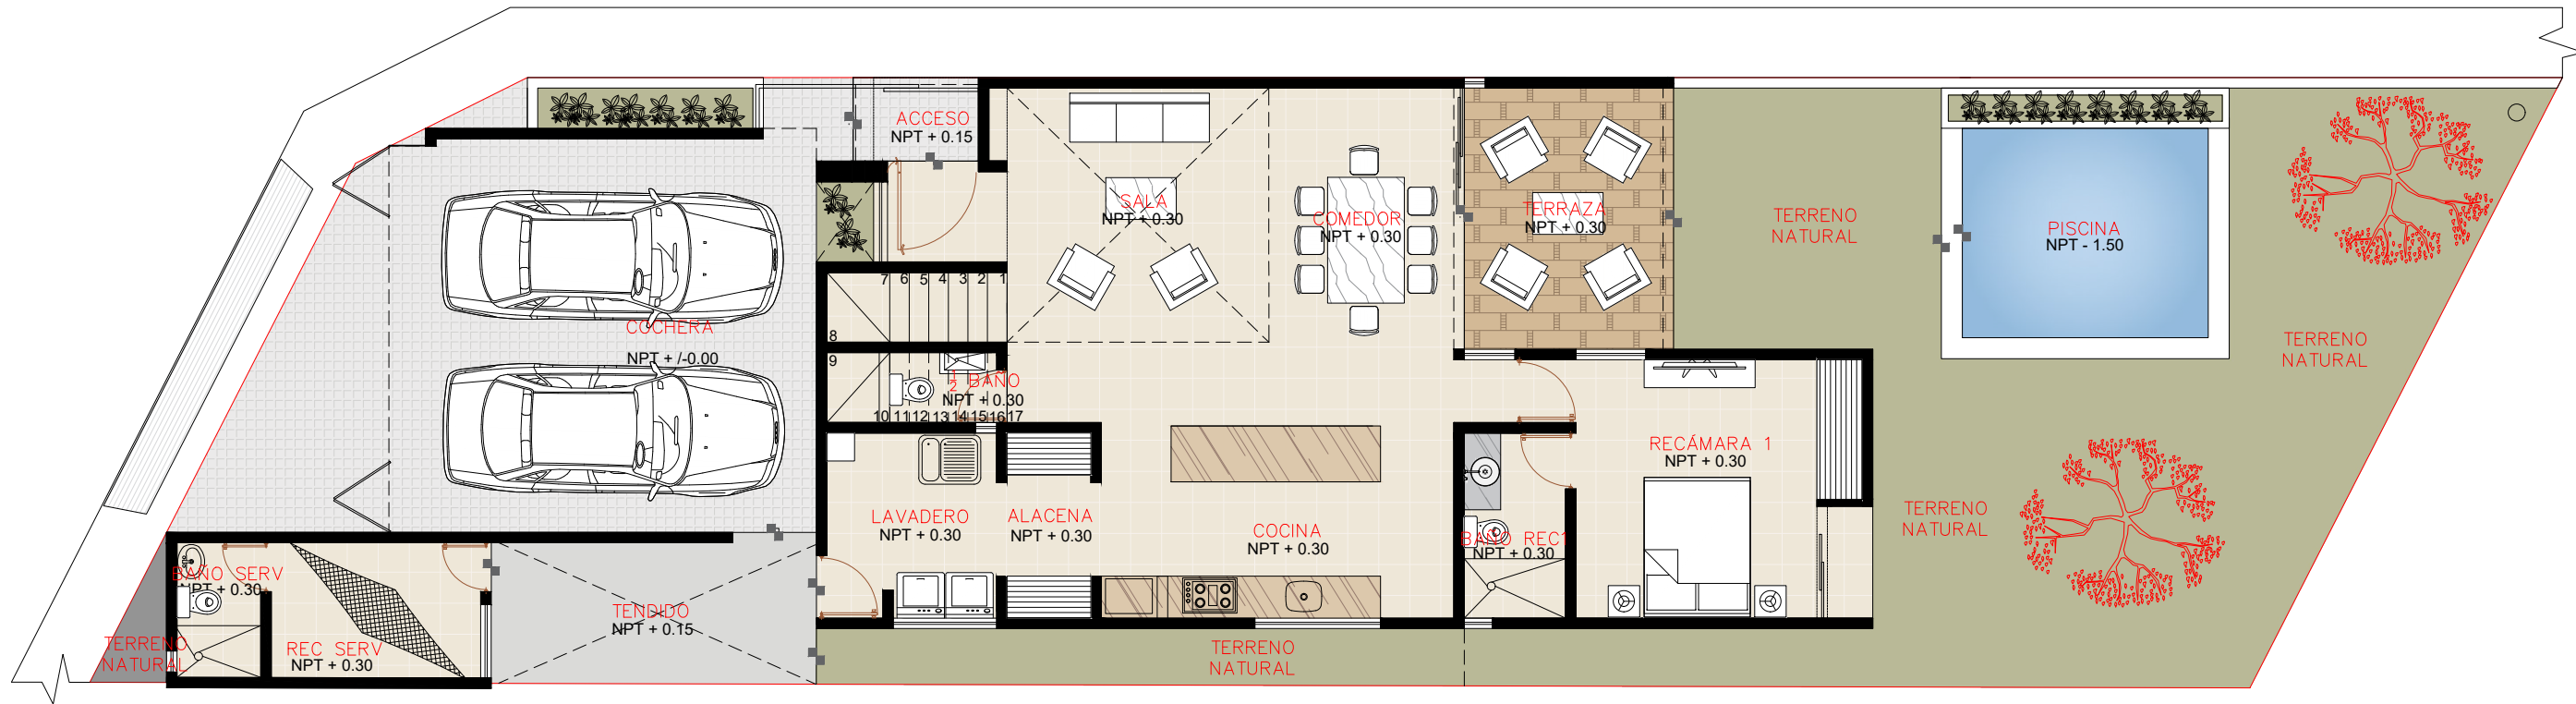 ACCESO
NPT + 0.15
SALA
NPT + 0.30
COMEDOR
NPT + 0.30
TERRAZA
NPT + 0.30
TERRENO
NATURAL
PISCINA
NPT - 1.50
TERRENO
NATURAL
COCHERA
NPT + /-0.00
7 6 5 4 3 2 1
8
9
1/2 BAÑO
NPT + 0.30
10 11 12 13 14 15 16 17
RECÁMARA 1
NPT + 0.30
LAVADERO
NPT + 0.30
ALACENA
NPT + 0.30
COCINA
NPT + 0.30
BAÑO REC1
NPT + 0.30
TERRENO
NATURAL
BAÑO SERV
NPT + 0.30
TENDIDO
NPT + 0.15
REC SERV
NPT + 0.30
TERRENO
NATURAL
TERRENO
NATURAL